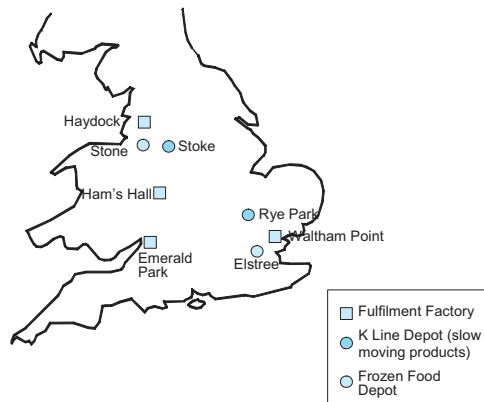 Haydock
Stone
Stoke
Ham's Hall
Rye Park
Waltham Point
Emerald
Park
Elstree
Fulfilment Factory
K Line Depot (slow
moving products)
Frozen Food
Depot